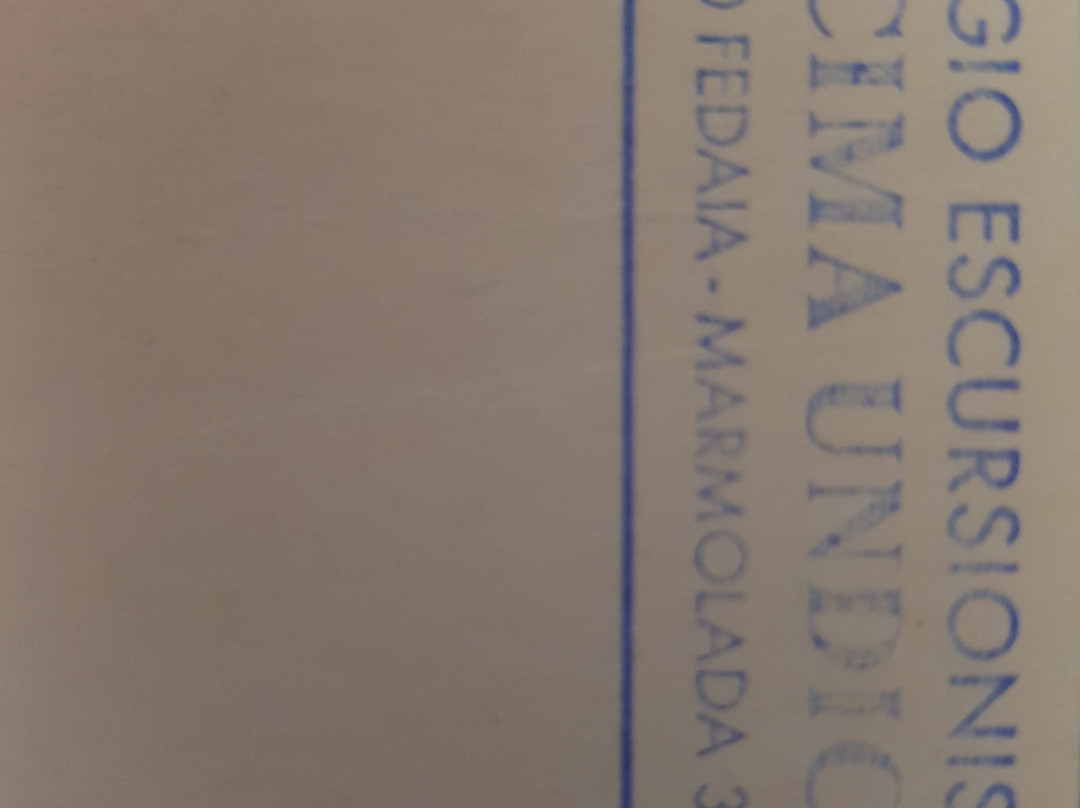 GIO ESCURSIONIS
CIMA UNDIC
O FEDAIA - MARMOLADA 3